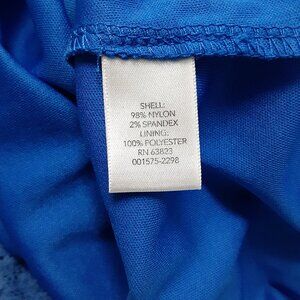 SHELL:
98% NYLON
2% SPANDEX
LINING:
100% POLYESTER
RN 63823
001575-2298